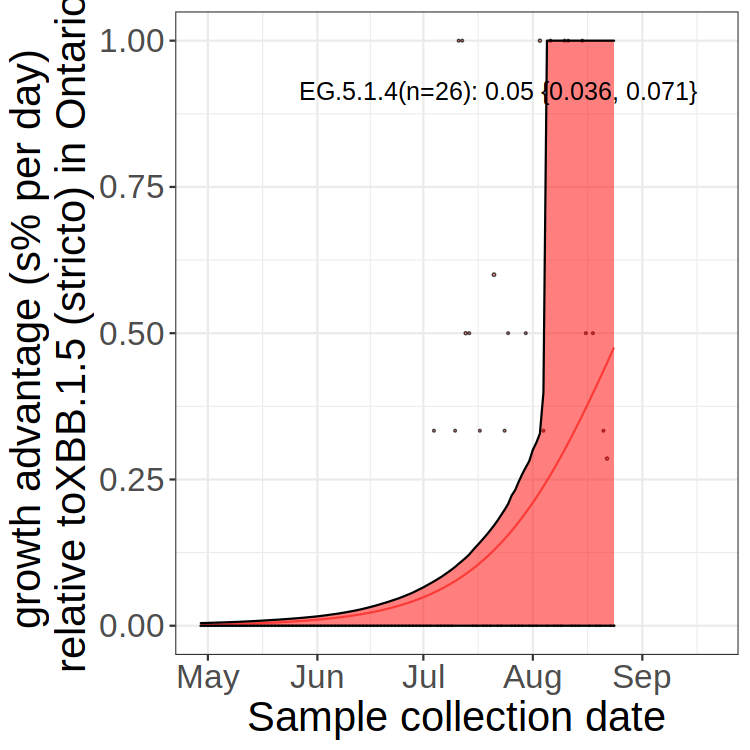 growth advantage (s% per day)
relative toXBB.1.5 (stricto) in Ontario
1.00
0.75
0.50
0.25
0.00
EG.5.1.4(n=26): 0.05 {0.036, 0.071}
May Jun Jul Aug Sep
Sample collection date